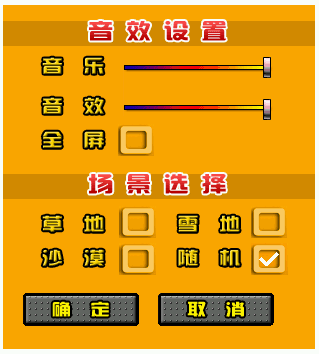 音效设置
音乐
音效
全屏
场景选择
草地 雪地
沙漠 随机
确定 取消